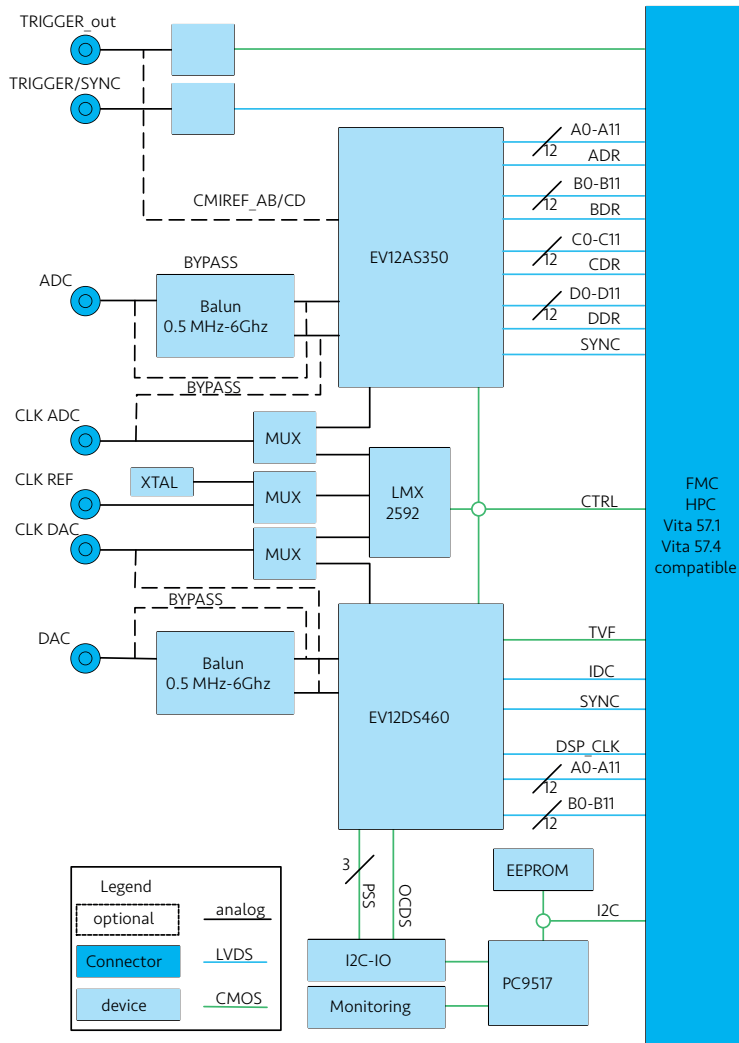 TRIGGER_out
TRIGGER/SYNC
A0-A11
12
ADR
B0-B11
12
BDR
CMIREF_AB/CD
C0-C11
12
CDR
EV12AS350
BYPASS
ADC
Balun
0.5 MHz-6Ghz
D0-D11
12
DDR
SYNC
BYPASS
CLK ADC
MUX
CLK REF
XTAL
MUX
LMX
2592
CTRL
FMC
HPC
Vita 57.1
Vita 57.4
compatible
CLK DAC
MUX
BYPASS
DAC
Balun
0.5 MHz-6Ghz
TVF
IDC
SYNC
EV12DS460
DSP_CLK
A0-A11
12
B0-B11
12
3
PSS
OCDS
EEPROM
I2C
I2C-IO
PC9517
Monitoring
Legend
optional
analog
Connector
LVDS
device
CMOS